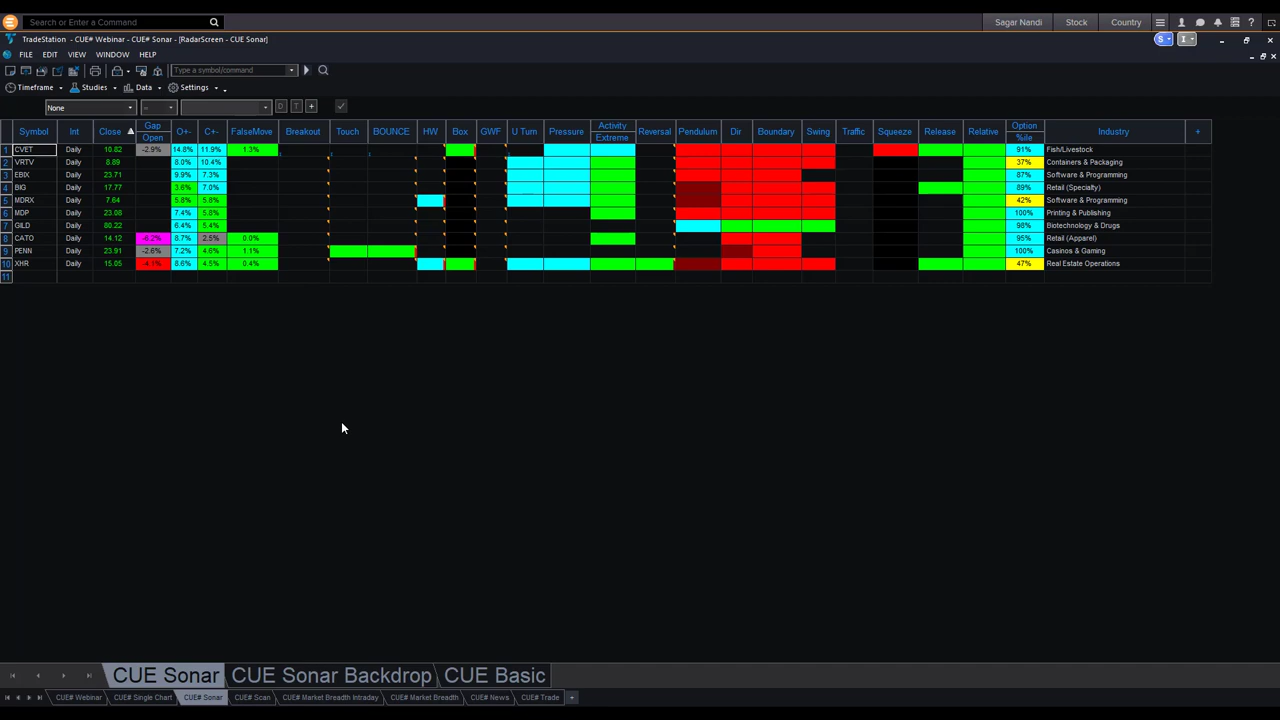 Search or Enter a Command
Sagar Nandi Stock Country
TradeStation - CUE# Webinar - CUE# Sonar - [RadarScreen - CUE Sonar]
S I
FILE EDIT VIEW WINDOW HELP
Type a symbol/command
Timeframe Studies Data Settings
None = D T +
Symbol Int Close Gap Open O+- C+- FalseMove Breakout Touch BOUNCE HW Box GWF U Turn Pressure Activity Extreme Reversal Pendulum Dir Boundary Swing Traffic Squeeze Release Relative Option %ile Industry +
1 CVET Daily 10.82 -2.9% 14.8% 11.9% 1.3% 91% Fish/Livestock
2 VRTV Daily 8.89 8.0% 10.4% 37% Containers & Packaging
3 EBIX Daily 23.71 9.9% 7.3% 87% Software & Programming
4 BIG Daily 17.77 3.6% 7.0% 89% Retail (Specialty)
5 MDRX Daily 7.64 5.8% 5.8% 42% Software & Programming
6 MDP Daily 23.08 7.4% 5.8% 100% Printing & Publishing
7 GILD Daily 80.22 6.4% 5.4% 98% Biotechnology & Drugs
8 CATO Daily 14.12 -6.2% 8.7% 2.5% 0.0% 95% Retail (Apparel)
9 PENN Daily 23.91 -2.6% 7.2% 4.6% 1.1% 100% Casinos & Gaming
10 XHR Daily 15.05 -4.1% 8.6% 4.5% 0.4% 47% Real Estate Operations
11
CUE Sonar CUE Sonar Backdrop CUE Basic
CUE# Webinar CUE# Single Chart CUE# Sonar CUE# Scan CUE# Market Breadth Intraday CUE# Market Breadth CUE# News CUE# Trade +